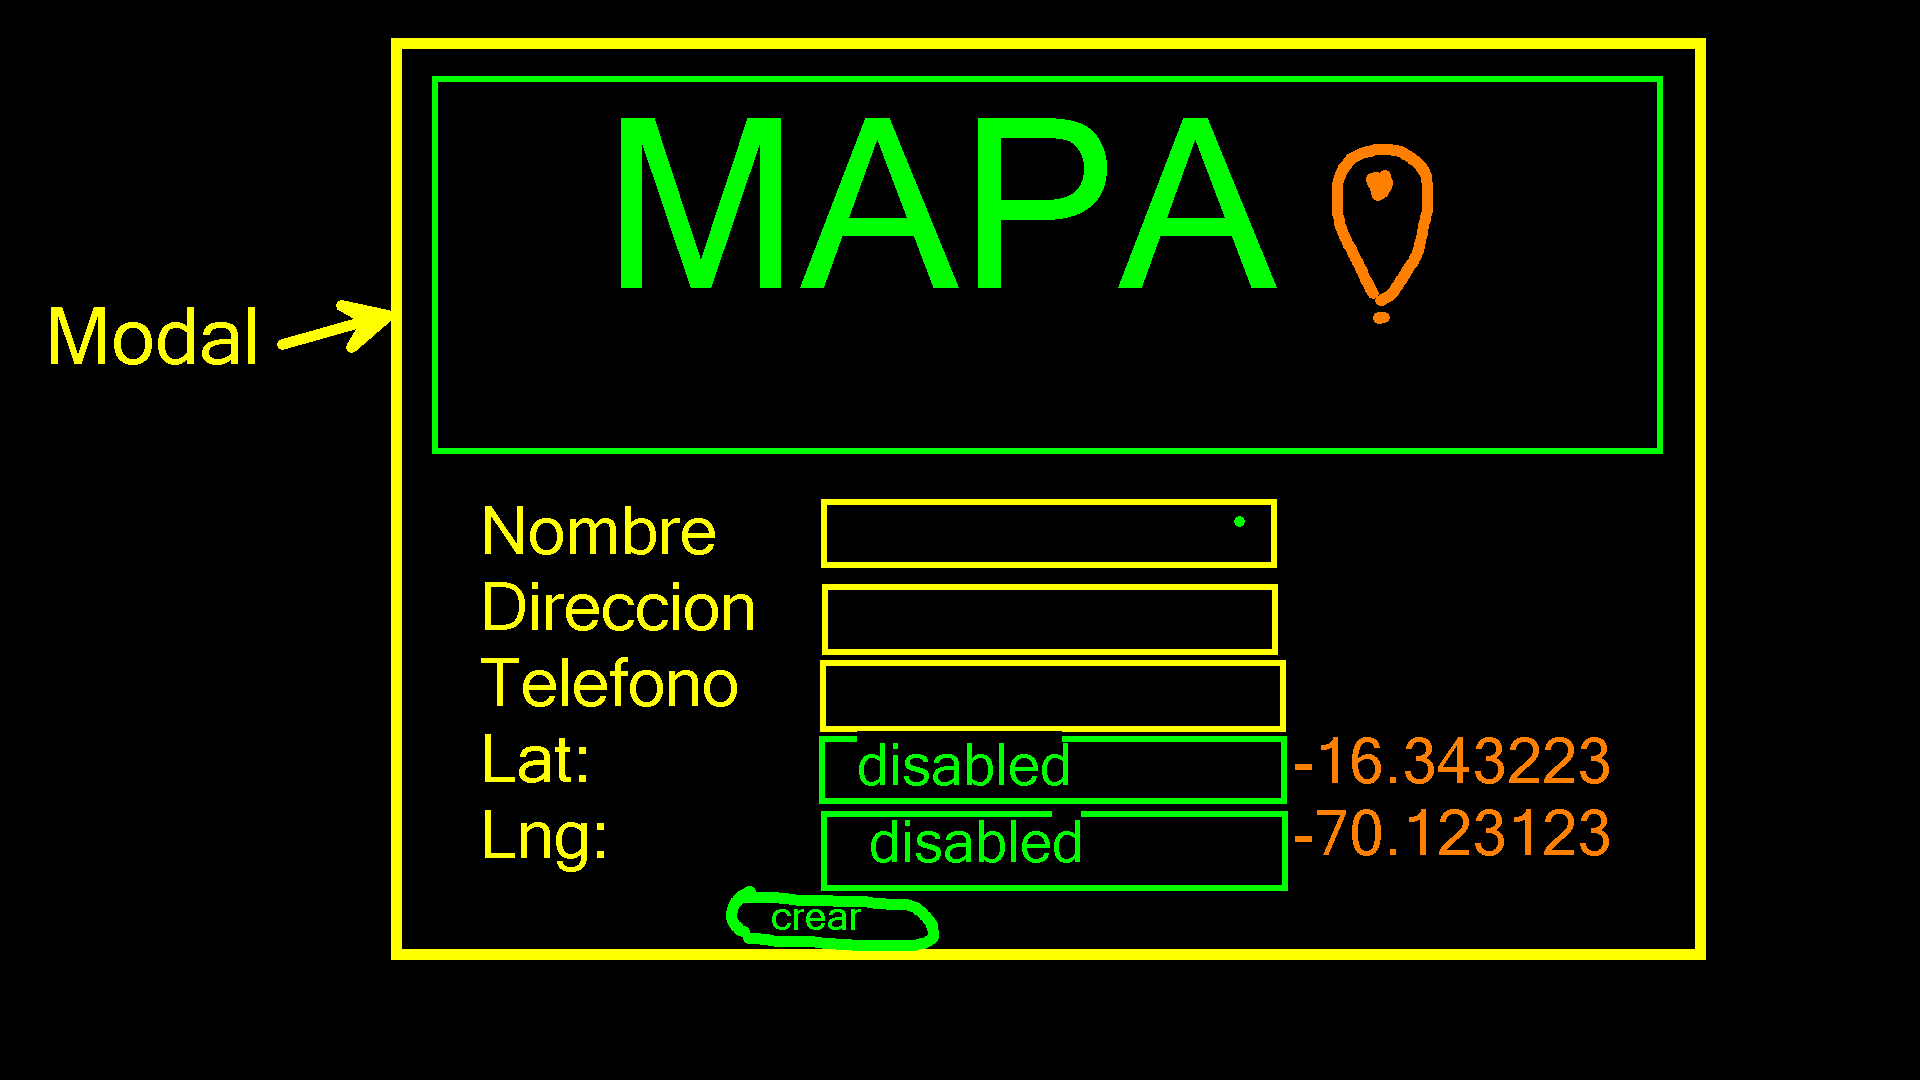 MAPA
Modal
Nombre
Direccion
Telefono
Lat: disabled -16.343223
Lng: disabled -70.123123
crear